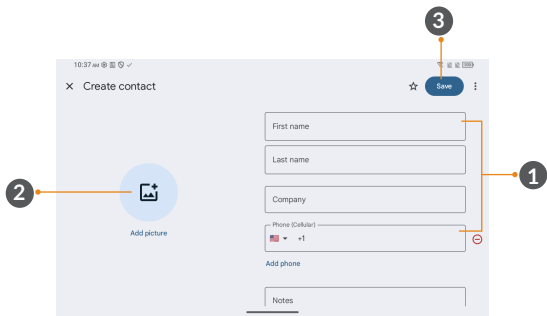 3
10:37 AM
Create contact
Save
First name
Last name
2
1
Company
Phone (Cellular)
+1
Add picture
Add phone
Notes